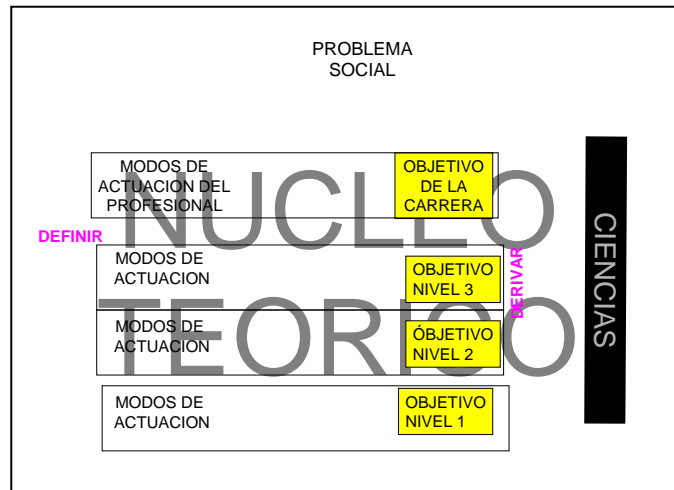 PROBLEMA
SOCIAL
MODOS DE
ACTUACION DEL
PROFESIONAL
OBJETIVO
DE LA
CARRERA
NUCLEO
DEFINIR
MODOS DE
ACTUACION
OBJETIVO
NIVEL 3
DERIVAR
CIENCIAS
TEORICO
MODOS DE
ACTUACION
ÓBJETIVO
NIVEL 2
MODOS DE
ACTUACION
OBJETIVO
NIVEL 1